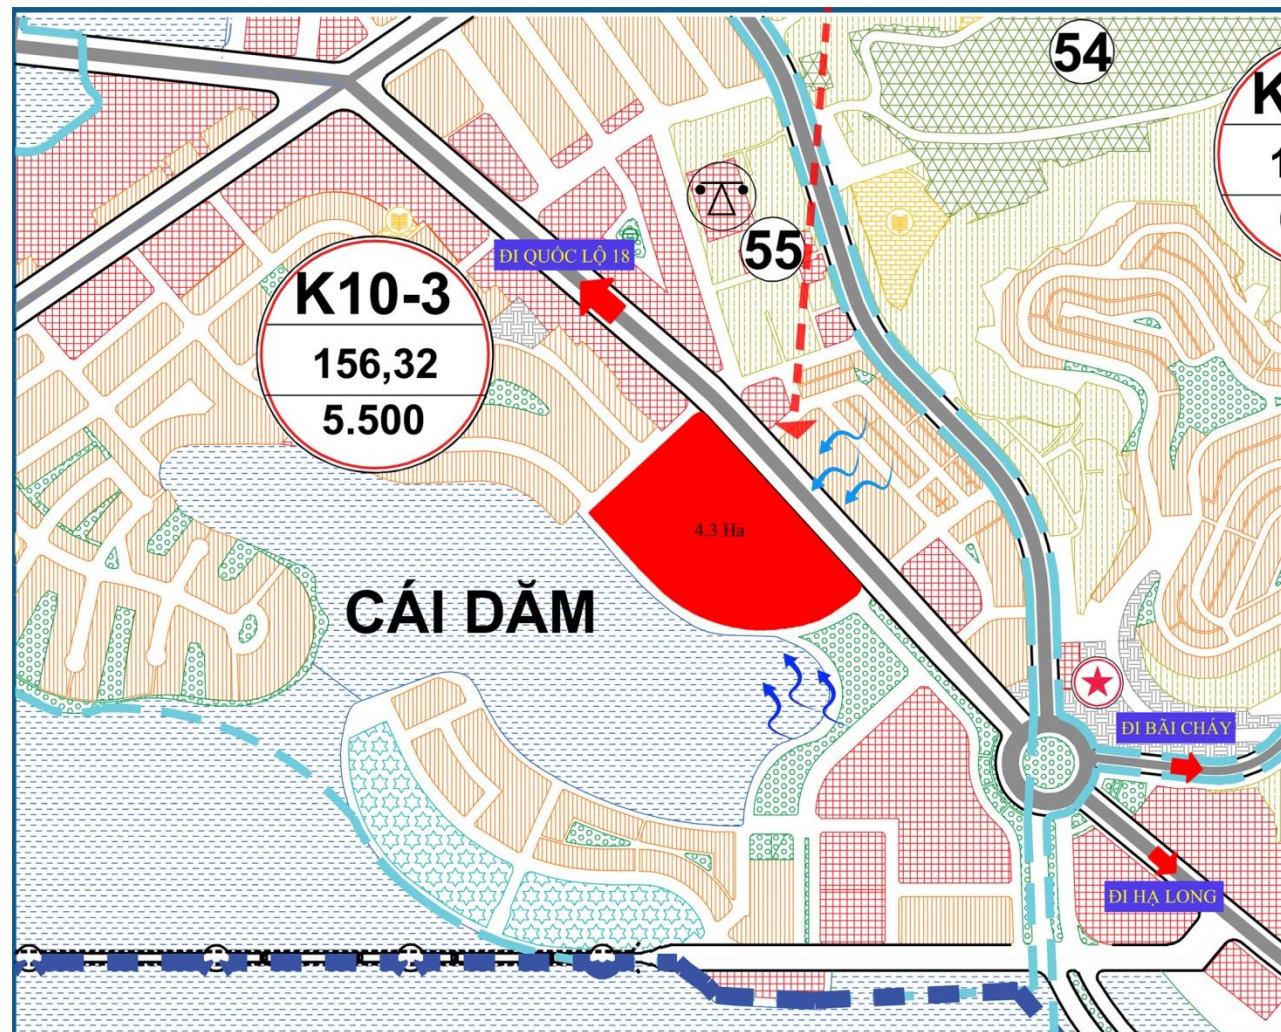 54
K
1
55
ĐI QUỐC LỘ 18
K10-3
156,32
5.500
4.3 Ha
CÁI DĂM
ĐI BÃI CHÁY
ĐI HẠ LONG